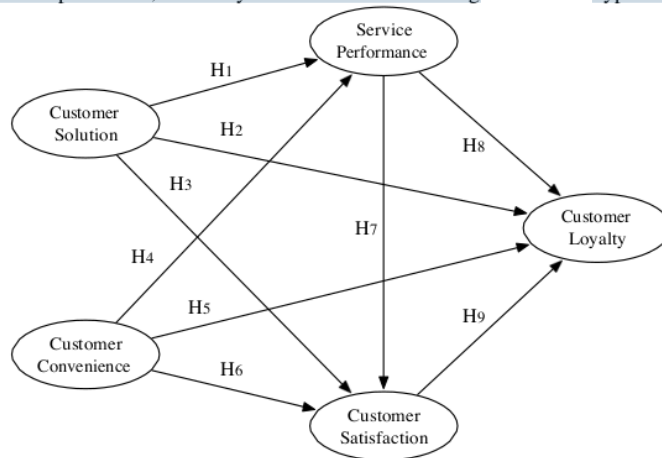 Service
Performance
H1
Customer
Solution
H2
H8
H3
Customer
Loyalty
H7
H4
H5
H9
Customer
Convenience
H6
Customer
Satisfaction